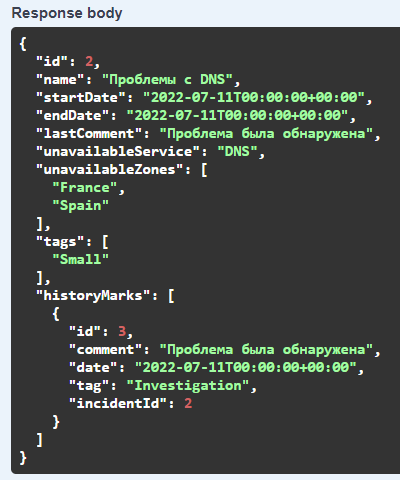 Response body
{
  "id": 2,
  "name": "Проблемы с DNS",
  "startDate": "2022-07-11T00:00:00+00:00",
  "endDate": "2022-07-11T00:00:00+00:00",
  "lastComment": "Проблема была обнаружена",
  "unavailableService": "DNS",
  "unavailableZones": [
    "France",
    "Spain"
  ],
  "tags": [
    "Small"
  ],
  "historyMarks": [
    {
      "id": 3,
      "comment": "Проблема была обнаружена",
      "date": "2022-07-11T00:00:00+00:00",
      "tag": "Investigation",
      "incidentId": 2
    }
  ]
}